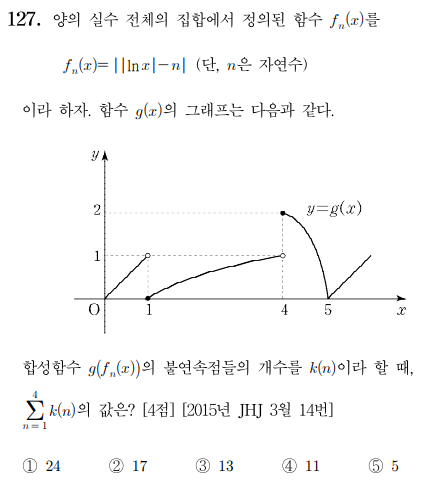 127. 양의 실수 전체의 집합에서 정의된 함수 fₙ(x)를
fₙ(x)=||ln x|−n| (단, n은 자연수)
이라 하자. 함수 g(x)의 그래프는 다음과 같다.
y
2
y=g(x)
1
O 1 4 5 x
합성함수 g(fₙ(x))의 불연속점들의 개수를 k(n)이라 할 때,
4
∑ k(n)의 값은? [4점] [2015년 JHJ 3월 14번]
n=1
① 24 ② 17 ③ 13 ④ 11 ⑤ 5